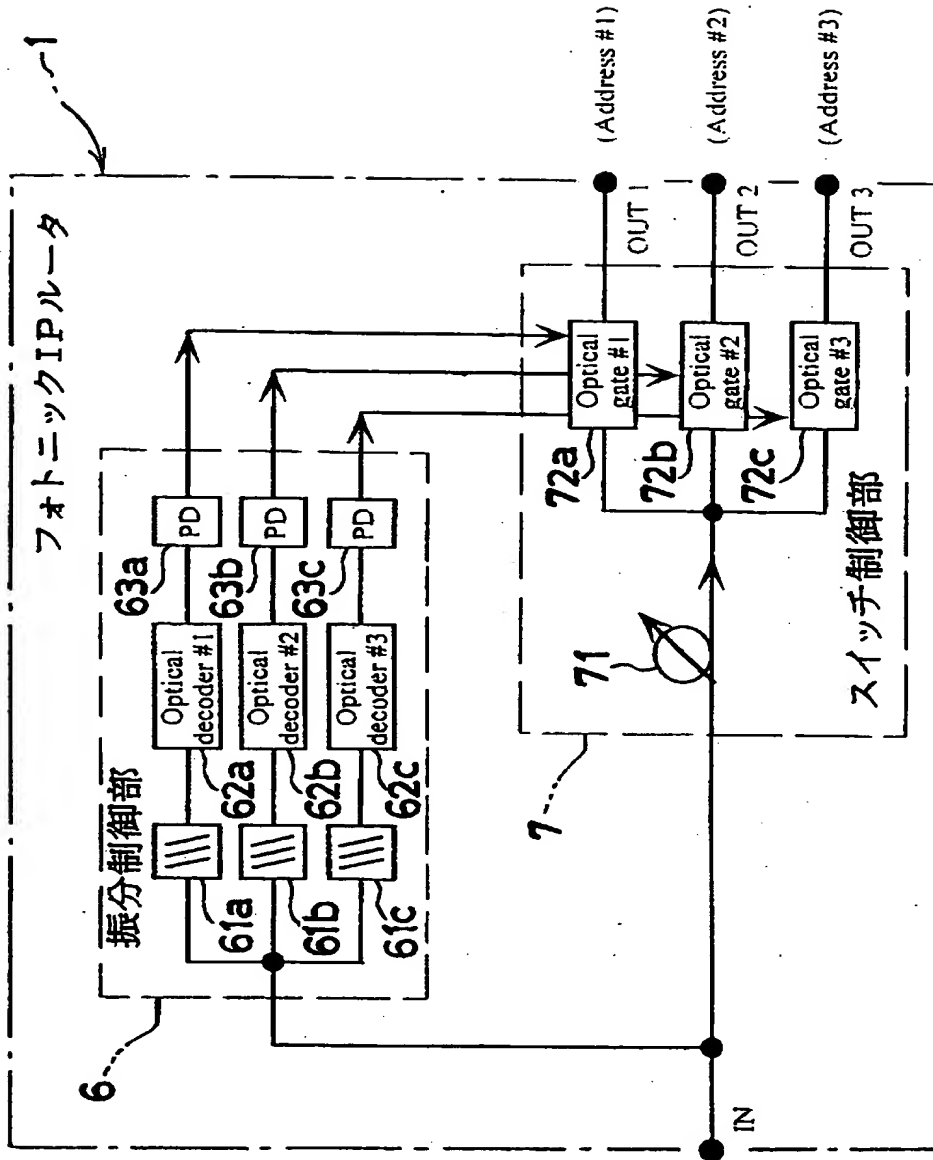 フォトニックIPルータ
1
振分制御部
6
61a
61b
61c
Optical
decoder #1
62a
Optical
decoder #2
62b
Optical
decoder #3
62c
PD
63a
PD
63b
PD
63c
7
71
スイッチ制御部
Optical
gate #1
72a
Optical
gate #2
72b
Optical
gate #3
72c
IN
OUT 1
OUT 2
OUT 3
(Address #1)
(Address #2)
(Address #3)